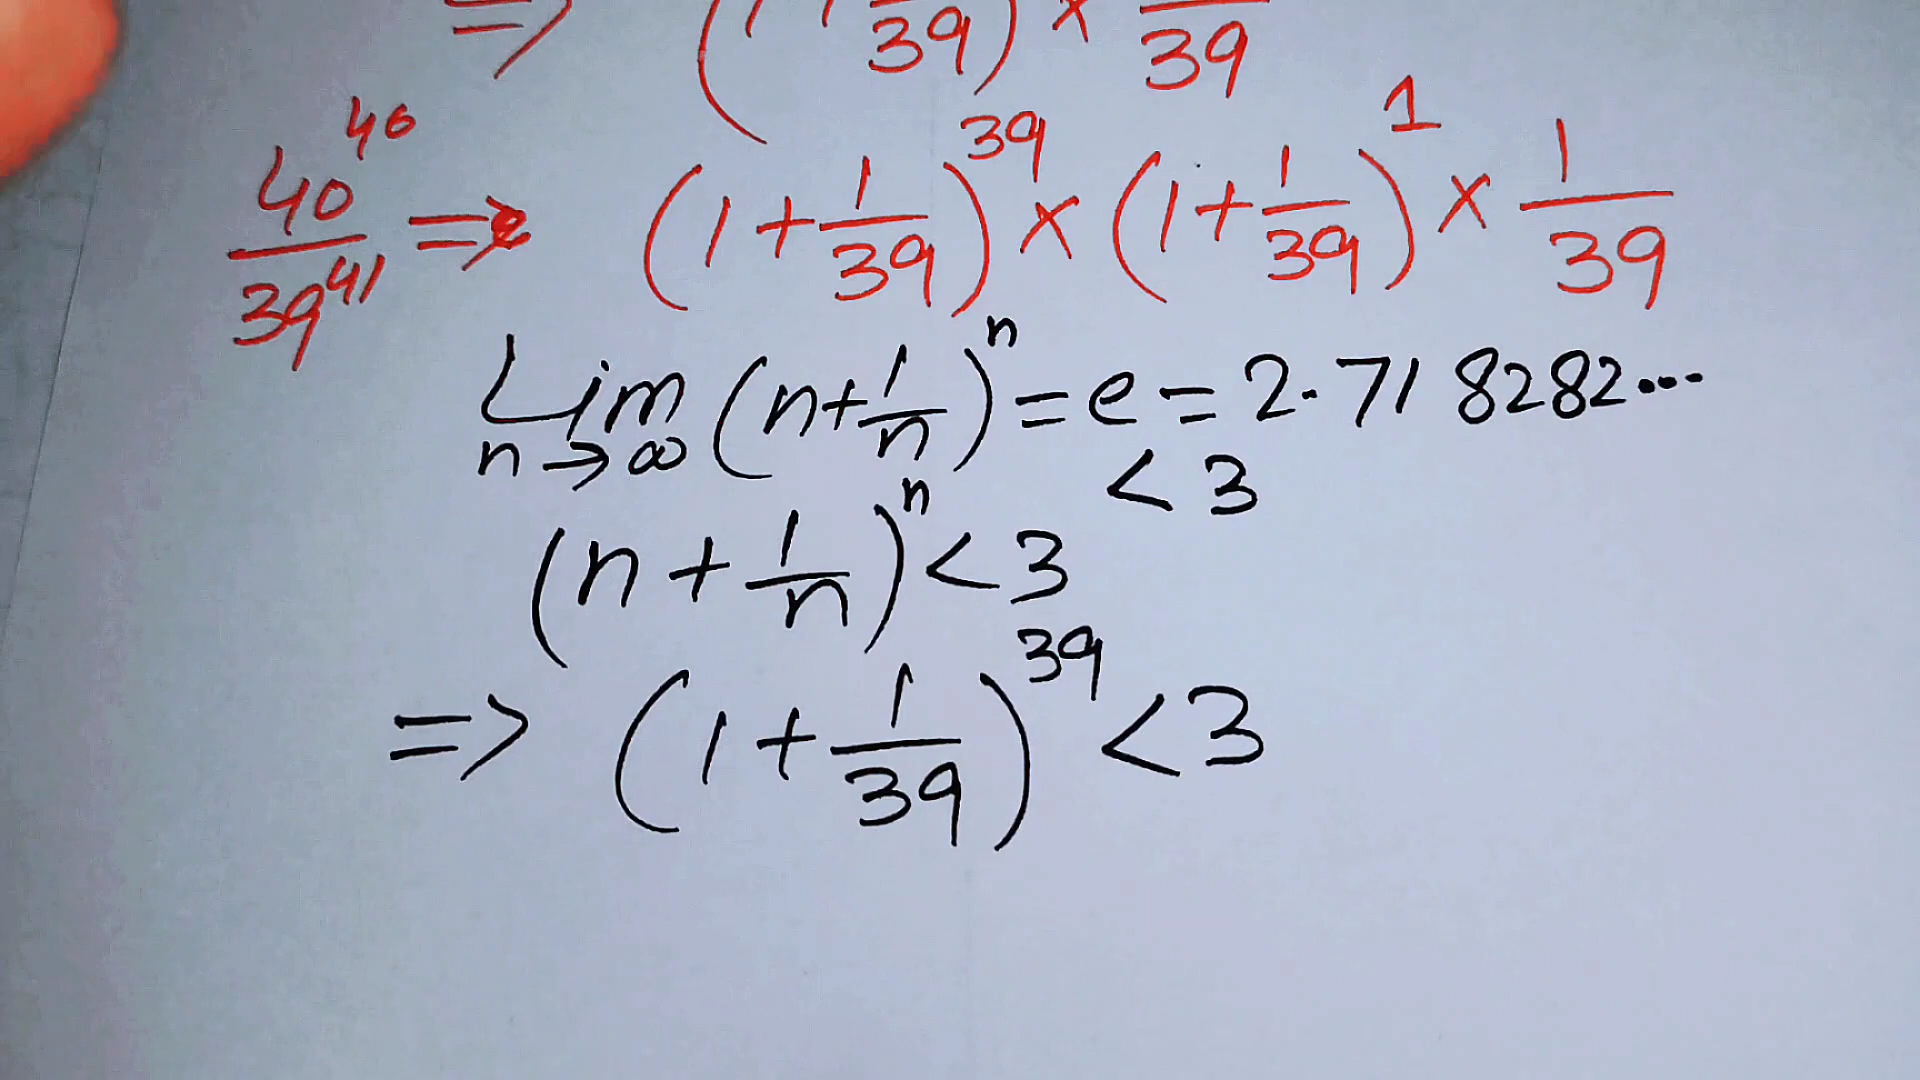 => (1 + 1/39) × 1/39
40^40/39^41 => (1 + 1/39)^39 × (1 + 1/39)^1 × 1/39
Lim n→∞ (n + 1/n)^n = e = 2.718282...
< 3
(n + 1/n)^n < 3
=> (1 + 1/39)^39 < 3